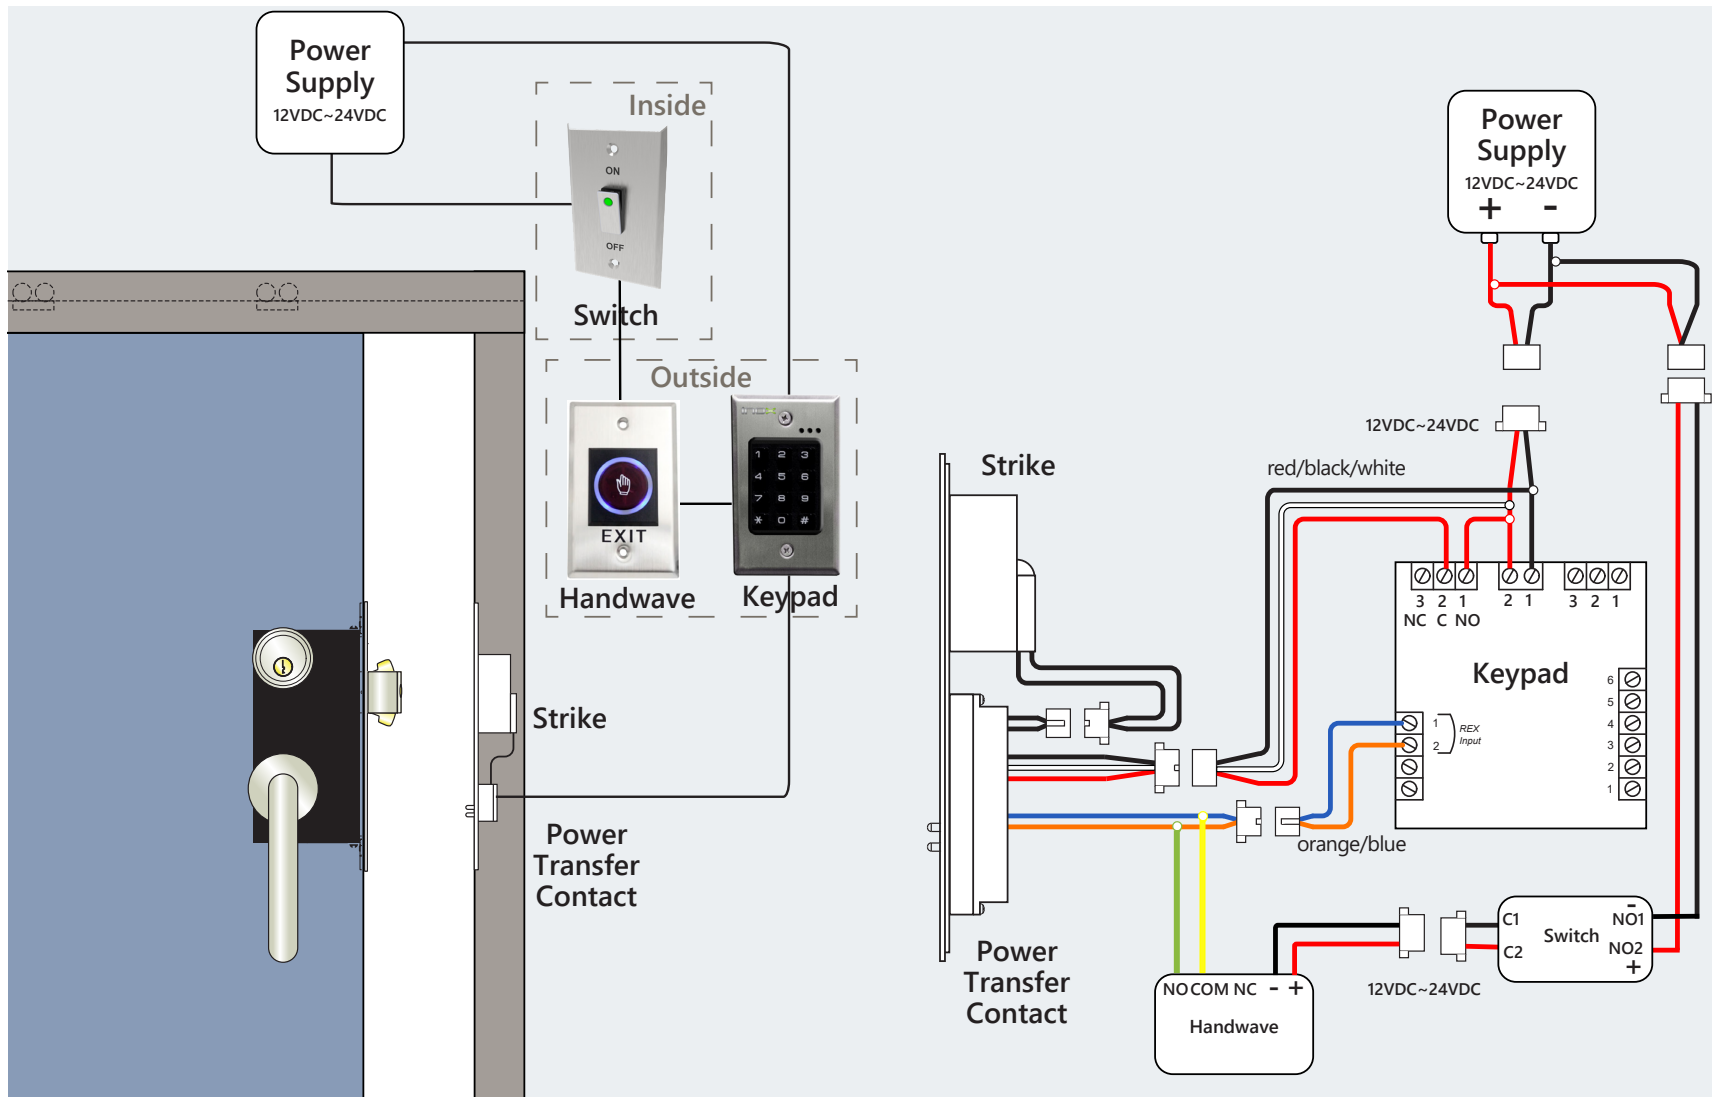 Power
Supply
12VDC~24VDC
Inside
ON
OFF
Switch
Outside
EXIT
1 2 3
4 5 6
7 8 9
* 0 #
Handwave
Keypad
Strike
Power
Transfer
Contact
Power
Supply
12VDC~24VDC
+ -
12VDC~24VDC
red/black/white
Strike
3 2 1 2 1 3 2 1
NC C NO
Keypad
6
5
4
3
2
1
1
2
REX
Input
orange/blue
Power
Transfer
Contact
NO COM NC - +
Handwave
12VDC~24VDC
C1
C2
Switch
-
NO1
NO2
+